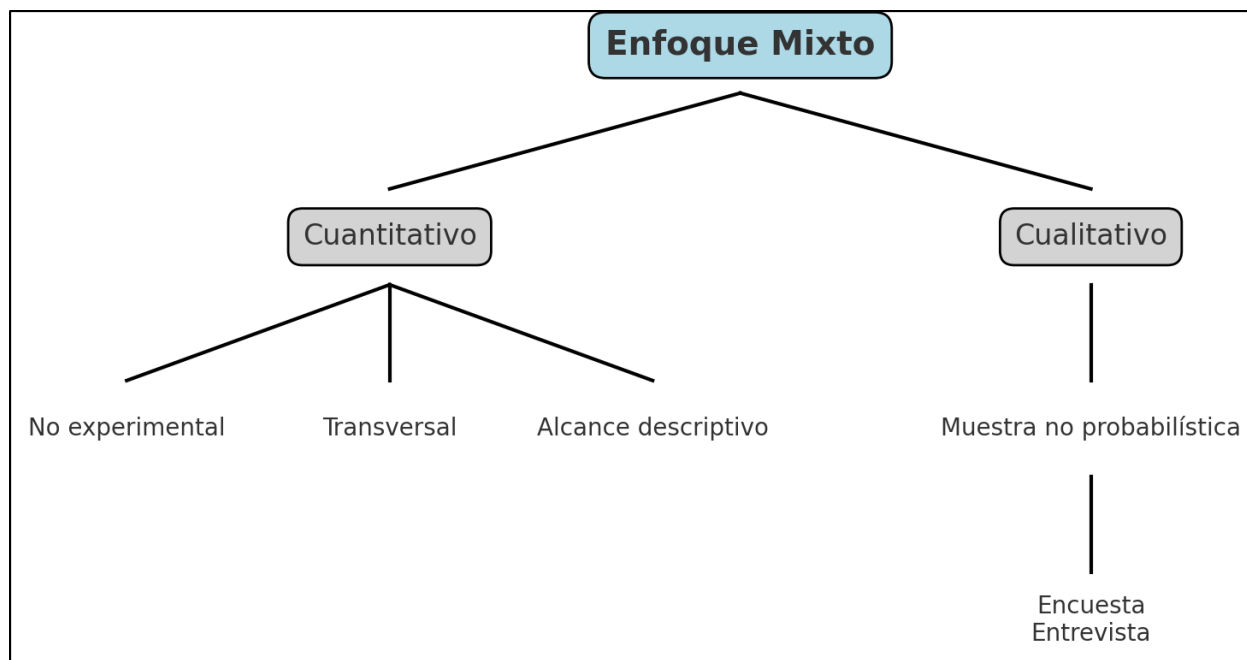 Enfoque Mixto
Cuantitativo
Cualitativo
No experimental
Transversal
Alcance descriptivo
Muestra no probabilística
Encuesta
Entrevista